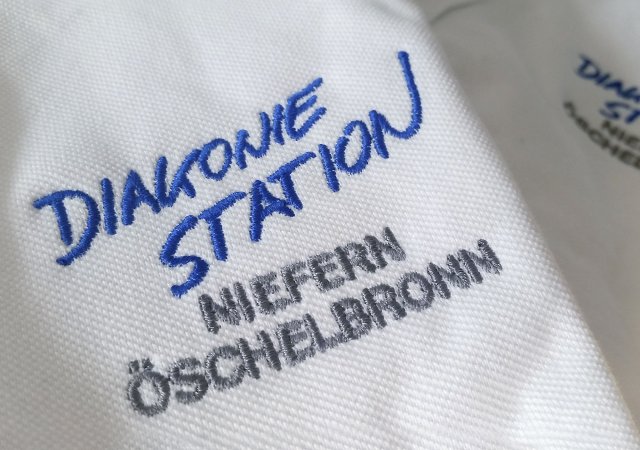 DIAKONIE
STATION
NIEFERN
ÖSCHELBRONN